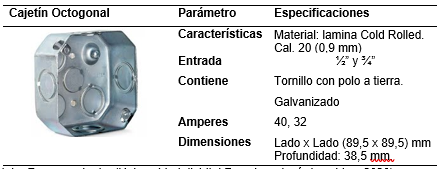 Cajetín Octogonal Parámetro Especificaciones
Características Material: lamina Cold Rolled.
Cal. 20 (0,9 mm)
Entrada ½” y ¾”
Contiene Tornillo con polo a tierra.
Galvanizado
Amperes 40, 32
Dimensiones Lado x Lado (89,5 x 89,5) mm
Profundidad: 38,5 mm.